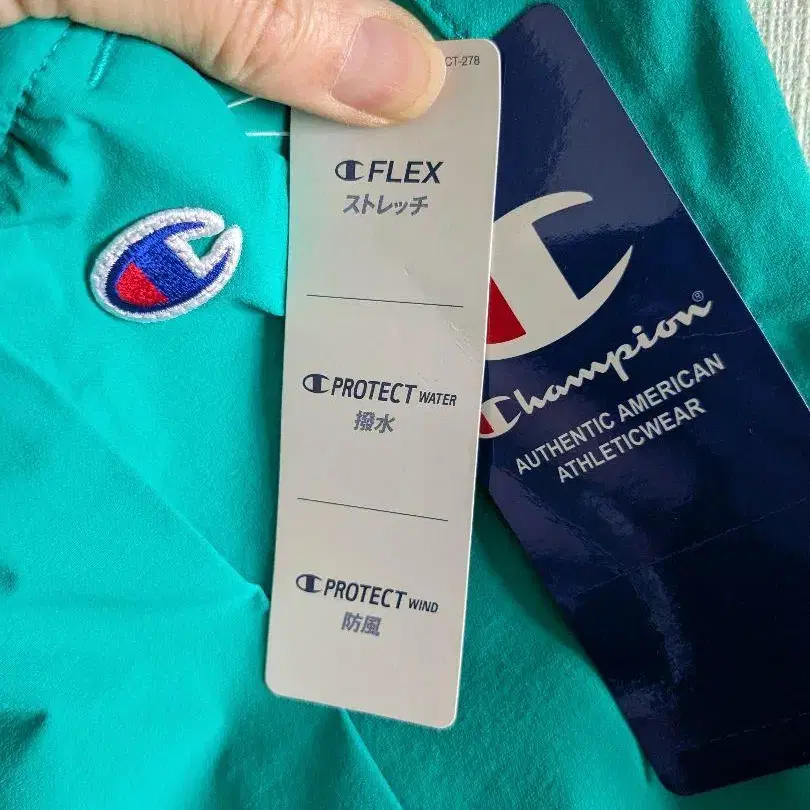 CT-278
FLEX
ストレッチ
PROTECT WATER
撥水
PROTECT WIND
防風
Champion®
AUTHENTIC AMERICAN
ATHLETICWEAR